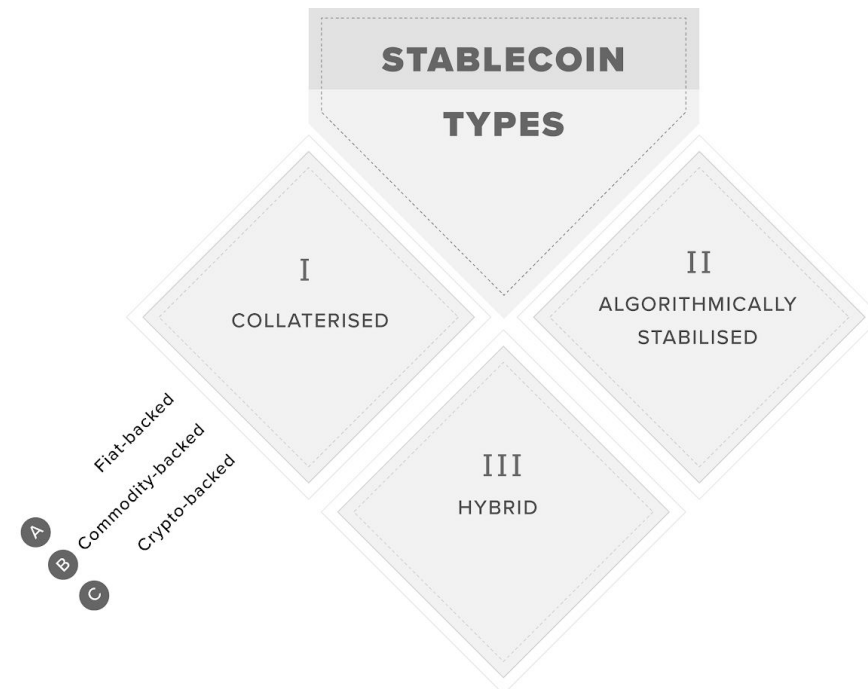 STABLECOIN
TYPES
I
COLLATERISED
II
ALGORITHMICALLY
STABILISED
III
HYBRID
A Fiat-backed
B Commodity-backed
C Crypto-backed